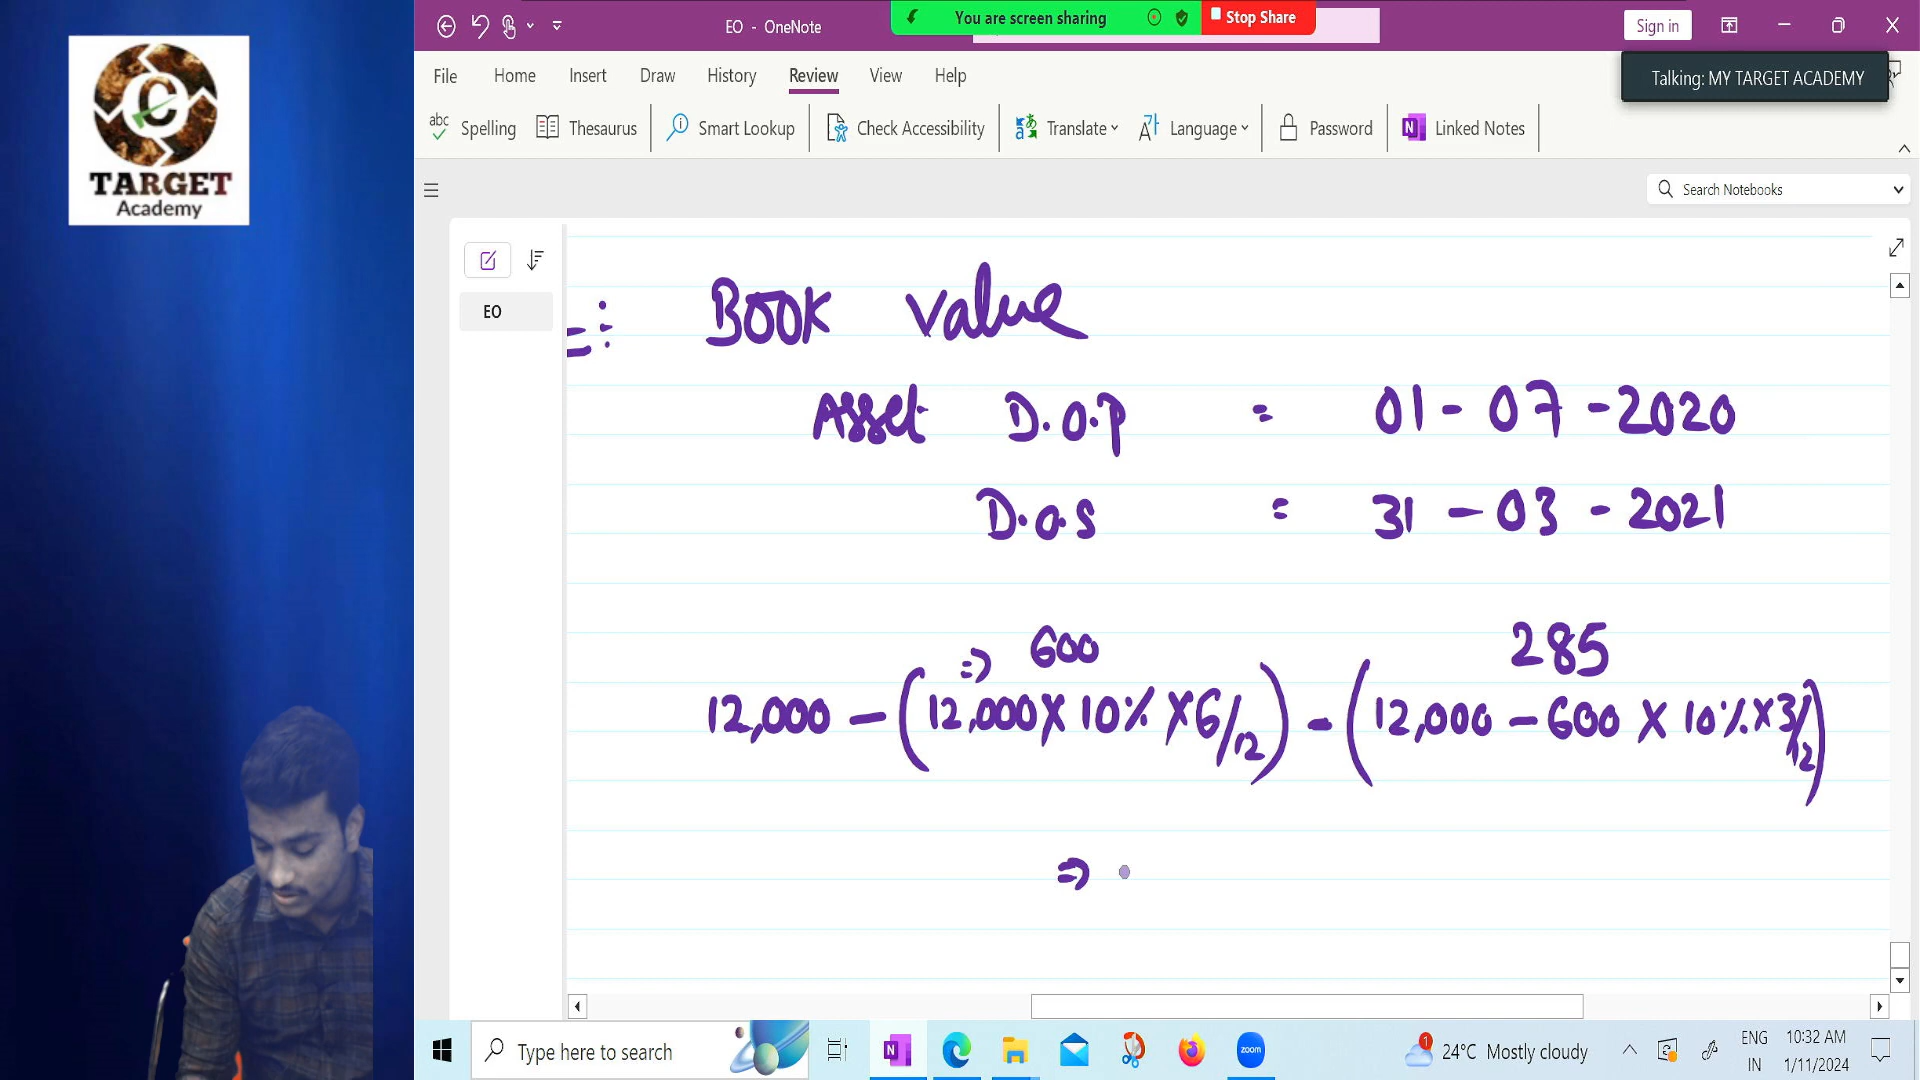 TARGET
Academy
EO - OneNote
You are screen sharing
Stop Share
Sign in
Talking: MY TARGET ACADEMY
File Home Insert Draw History Review View Help
abc Spelling Thesaurus Smart Lookup Check Accessibility Translate Language Password Linked Notes
Search Notebooks
EO
=: BOOK Value
Asset D.O.P = 01 - 07 - 2020
D.O.S = 31 - 03 - 2021
=> 600 285
12,000 - (12,000 X 10% X 6/12) - (12,000 - 600 X 10% X 3/12)
=>
Type here to search
zoom
1
24°C Mostly cloudy
ENG
IN
10:32 AM
1/11/2024